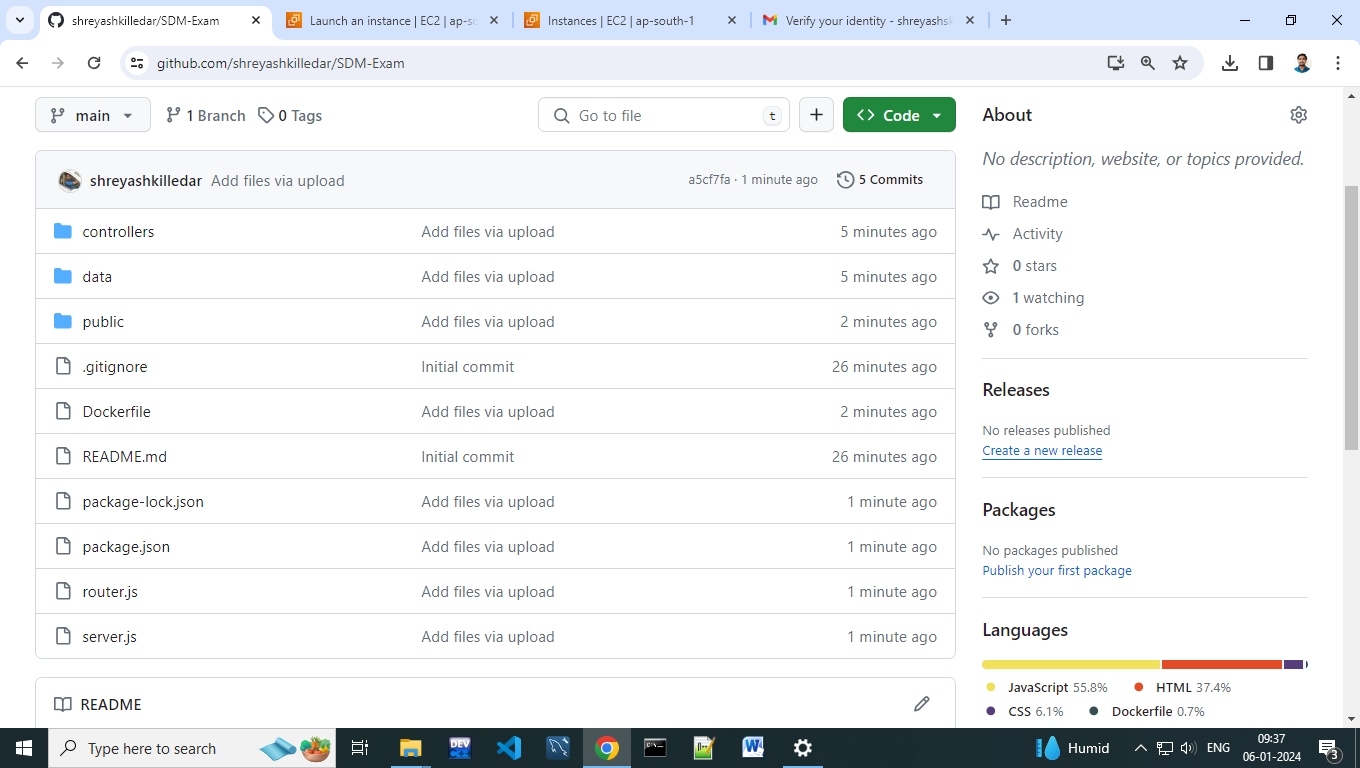 shreyashkilledar/SDM-Exam
Launch an instance | EC2 | ap-so
Instances | EC2 | ap-south-1
Verify your identity - shreyashsk
github.com/shreyashkilledar/SDM-Exam
main
1 Branch
0 Tags
Go to file
t
Code
shreyashkilledar Add files via upload
a5cf7fa · 1 minute ago
5 Commits
controllers Add files via upload 5 minutes ago
data Add files via upload 5 minutes ago
public Add files via upload 2 minutes ago
.gitignore Initial commit 26 minutes ago
Dockerfile Add files via upload 2 minutes ago
README.md Initial commit 26 minutes ago
package-lock.json Add files via upload 1 minute ago
package.json Add files via upload 1 minute ago
router.js Add files via upload 1 minute ago
server.js Add files via upload 1 minute ago
README
About
No description, website, or topics provided.
Readme
Activity
0 stars
1 watching
0 forks
Releases
No releases published
Create a new release
Packages
No packages published
Publish your first package
Languages
JavaScript 55.8%
HTML 37.4%
CSS 6.1%
Dockerfile 0.7%
Type here to search
DEV
Humid
ENG
09:37
06-01-2024
3